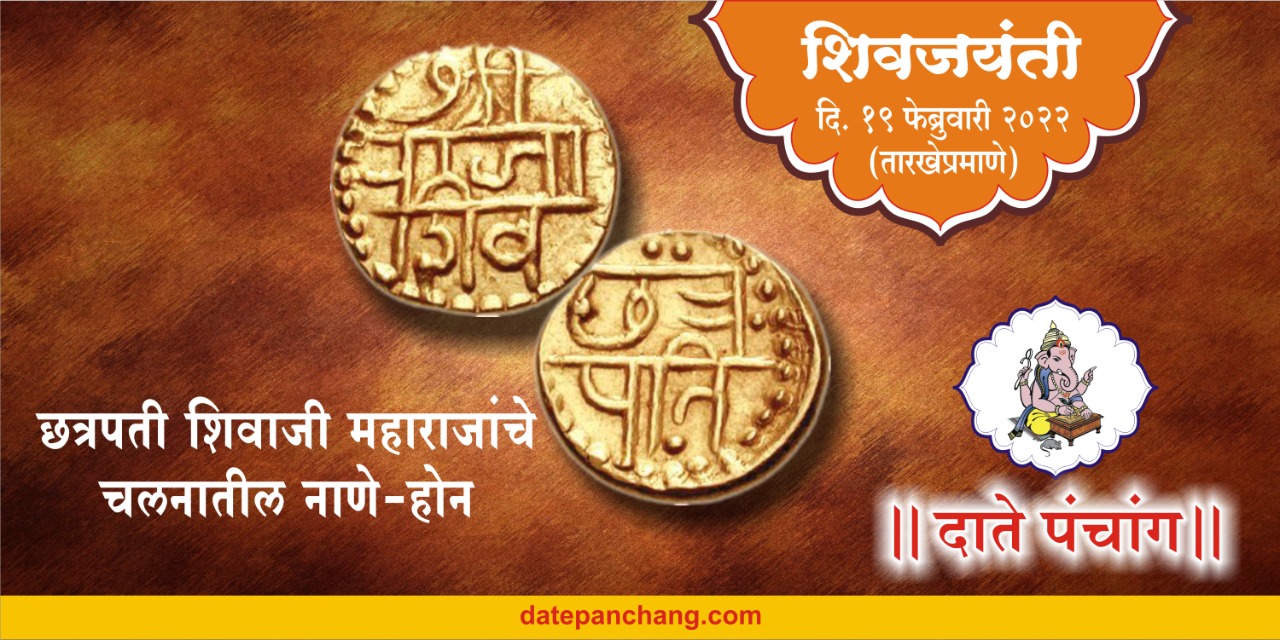 शिवजयंती
दि. १९ फेब्रुवारी २०२२
(तारखेप्रमाणे)
श्री
राजा
शिव
छत्र
पति
छत्रपती शिवाजी महाराजांचे
चलनातील नाणे-होन
|| दाते पंचांग ||
datepanchang.com